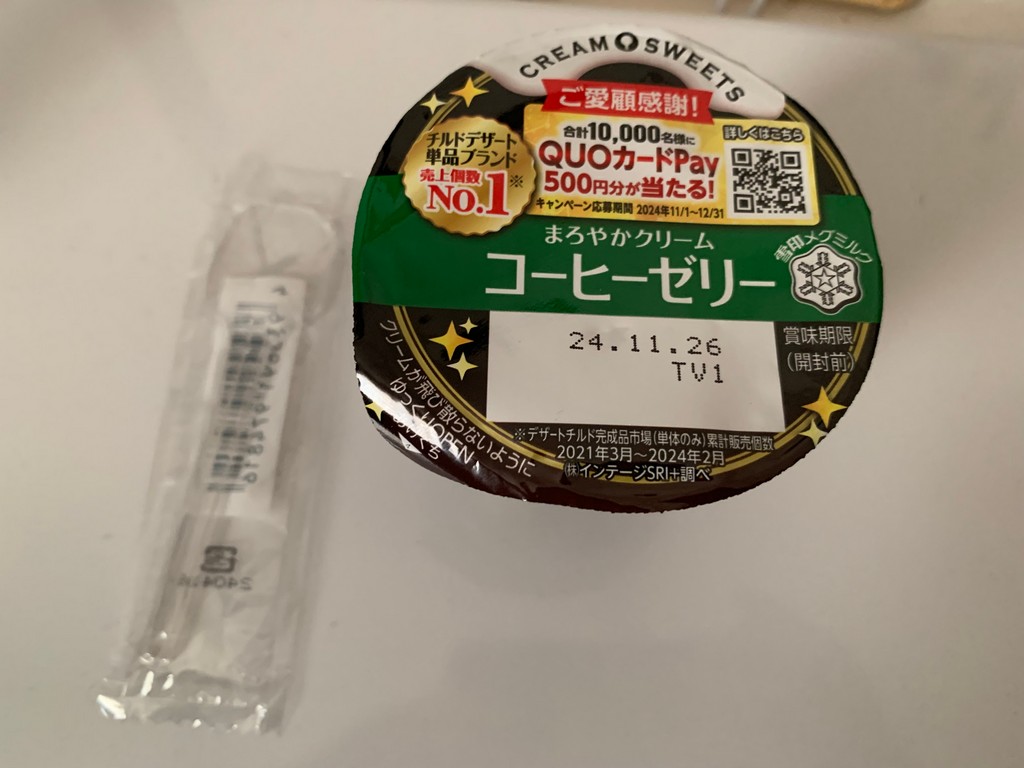 CREAM SWEETS
ご愛顧感謝!
合計10,000名様に
QUOカードPay
500円分が当たる!
キャンペーン応募期間 2024年11/1~12/31
詳しくはこちら
チルドデザート
単品ブランド
売上個数
No.1※
まろやかクリーム
コーヒーゼリー
雪印メグミルク
24.11.26
TV1
賞味期限
(開封前)
クリームが飛び散らないように
ゆっくりOPEN
あけくち
※デザートチルド完成品市場(単体のみ)累計販売個数
2021年3月~2024年2月
㈱インテージSRI+調べ